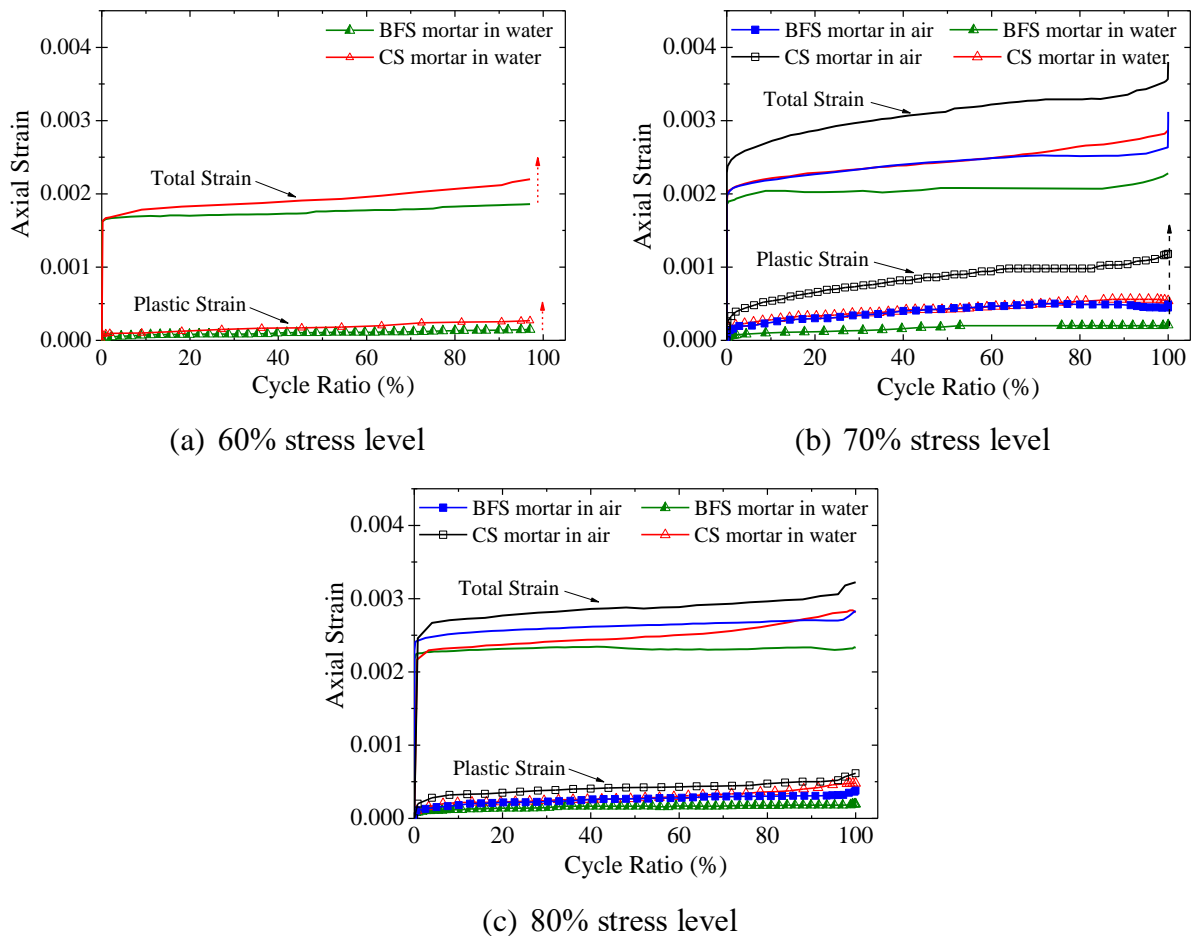 BFS mortar in water
CS mortar in water
Total Strain
Plastic Strain
0.004
0.003
0.002
0.001
0.000
Axial Strain
0 20 40 60 80 100
Cycle Ratio (%)
(a) 60% stress level
BFS mortar in air BFS mortar in water
CS mortar in air CS mortar in water
Total Strain
Plastic Strain
0.004
0.003
0.002
0.001
0.000
Axial Strain
0 20 40 60 80 100
Cycle Ratio (%)
(b) 70% stress level
BFS mortar in air BFS mortar in water
CS mortar in air CS mortar in water
Total Strain
Plastic Strain
0.004
0.003
0.002
0.001
0.000
Axial Strain
0 20 40 60 80 100
Cycle Ratio (%)
(c) 80% stress level